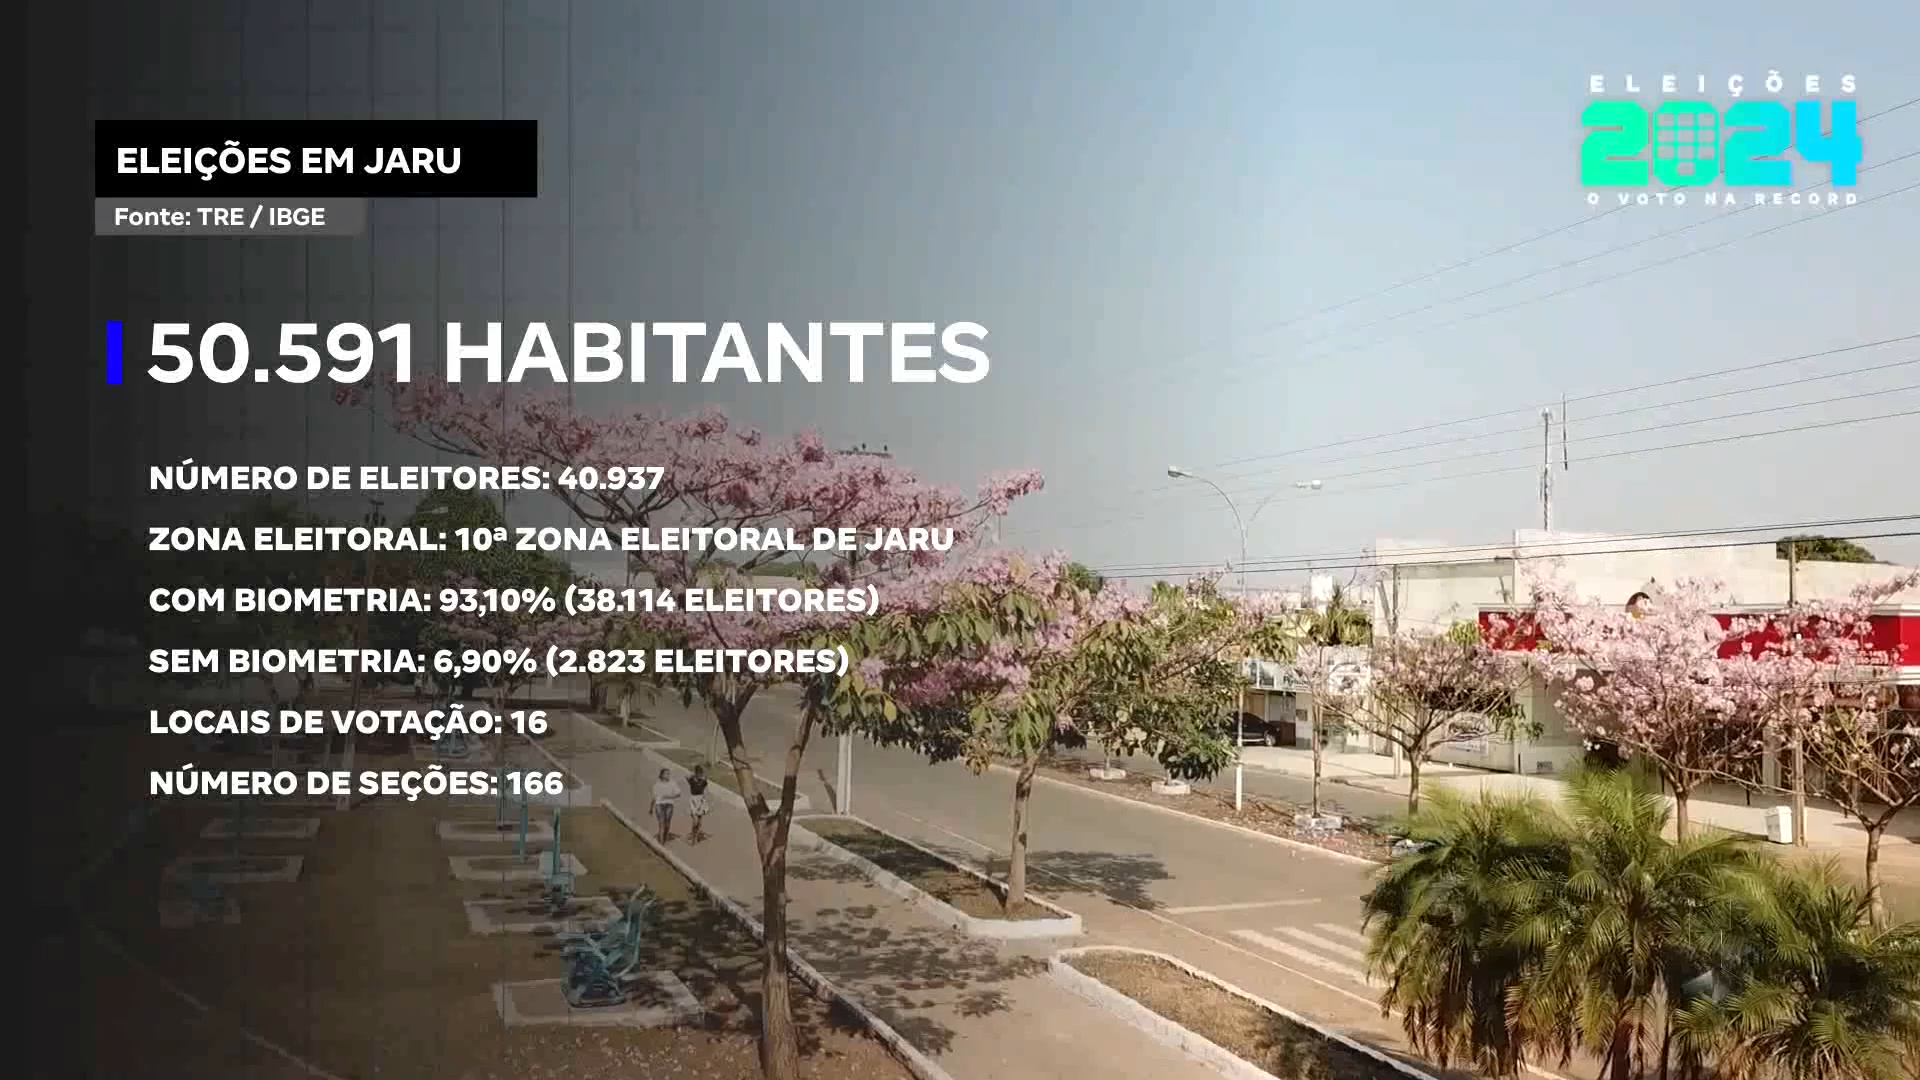 ELEIÇÕES
2024
O VOTO NA RECORD
ELEIÇÕES EM JARU
Fonte: TRE / IBGE
50.591 HABITANTES
NÚMERO DE ELEITORES: 40.937
ZONA ELEITORAL: 10ª ZONA ELEITORAL DE JARU
COM BIOMETRIA: 93,10% (38.114 ELEITORES)
SEM BIOMETRIA: 6,90% (2.823 ELEITORES)
LOCAIS DE VOTAÇÃO: 16
NÚMERO DE SEÇÕES: 166